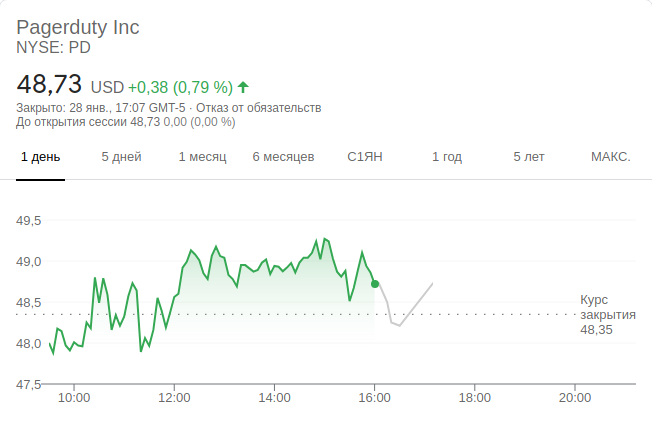 Pagerduty Inc
NYSE: PD
48,73 USD +0,38 (0,79 %)
Закрыто: 28 янв., 17:07 GMT-5 · Отказ от обязательств
До открытия сессии 48,73 0,00 (0,00 %)
1 день 5 дней 1 месяц 6 месяцев С1ЯН 1 год 5 лет МАКС.
49,5
49,0
48,5
48,0
47,5
Курс
закрытия
48,35
10:00 12:00 14:00 16:00 18:00 20:00